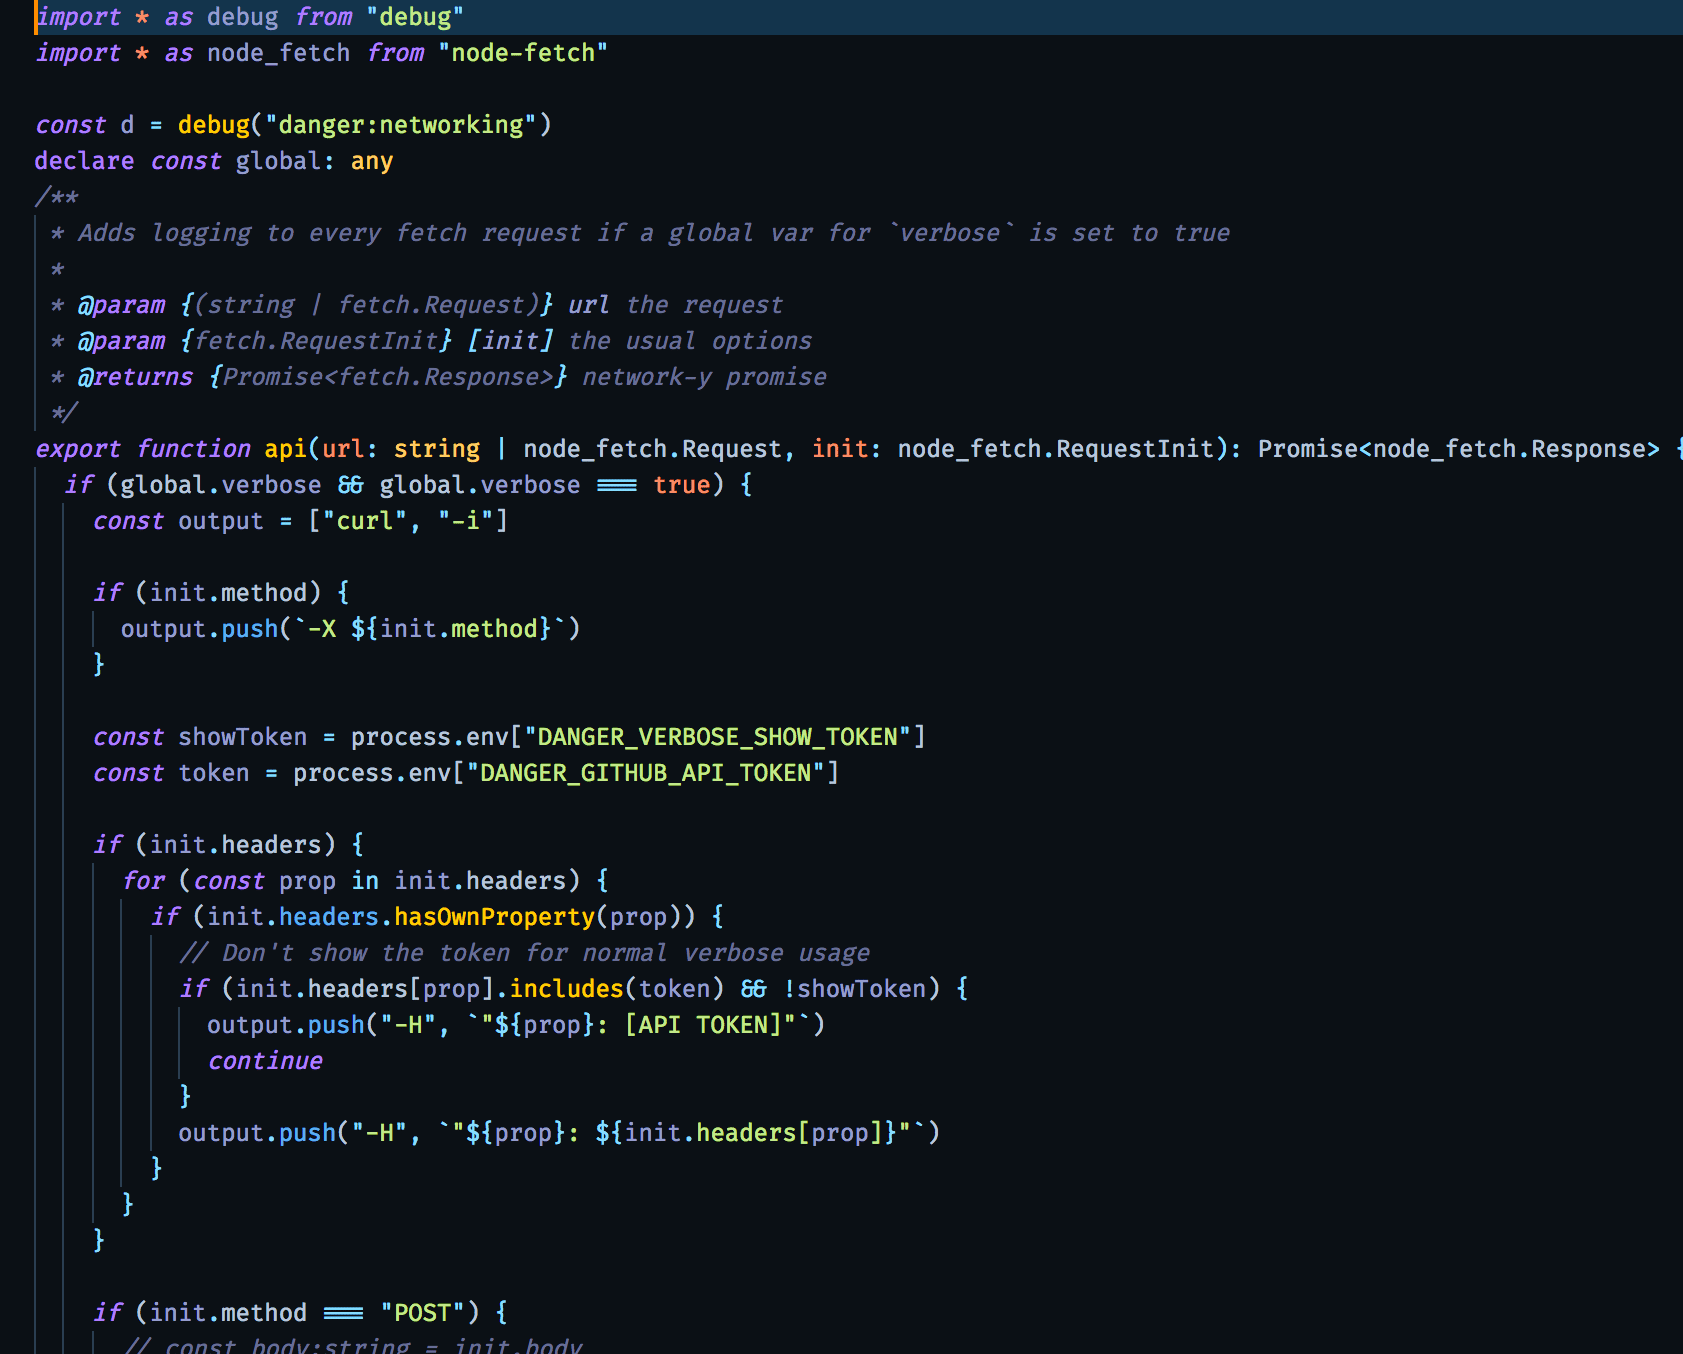 import * as debug from "debug"
import * as node_fetch from "node-fetch"

const d = debug("danger:networking")
declare const global: any
/**
 * Adds logging to every fetch request if a global var for `verbose` is set to true
 *
 * @param {(string | fetch.Request)} url the request
 * @param {fetch.RequestInit} [init] the usual options
 * @returns {Promise<fetch.Response>} network-y promise
 */
export function api(url: string | node_fetch.Request, init: node_fetch.RequestInit): Promise<node_fetch.Response> {
  if (global.verbose && global.verbose === true) {
    const output = ["curl", "-i"]

    if (init.method) {
      output.push(`-X ${init.method}`)
    }

    const showToken = process.env["DANGER_VERBOSE_SHOW_TOKEN"]
    const token = process.env["DANGER_GITHUB_API_TOKEN"]

    if (init.headers) {
      for (const prop in init.headers) {
        if (init.headers.hasOwnProperty(prop)) {
          // Don't show the token for normal verbose usage
          if (init.headers[prop].includes(token) && !showToken) {
            output.push("-H", `"${prop}: [API TOKEN]"`)
            continue
          }
          output.push("-H", `"${prop}: ${init.headers[prop]}"`)
        }
      }
    }

    if (init.method === "POST") {
      // const body:string = init.body